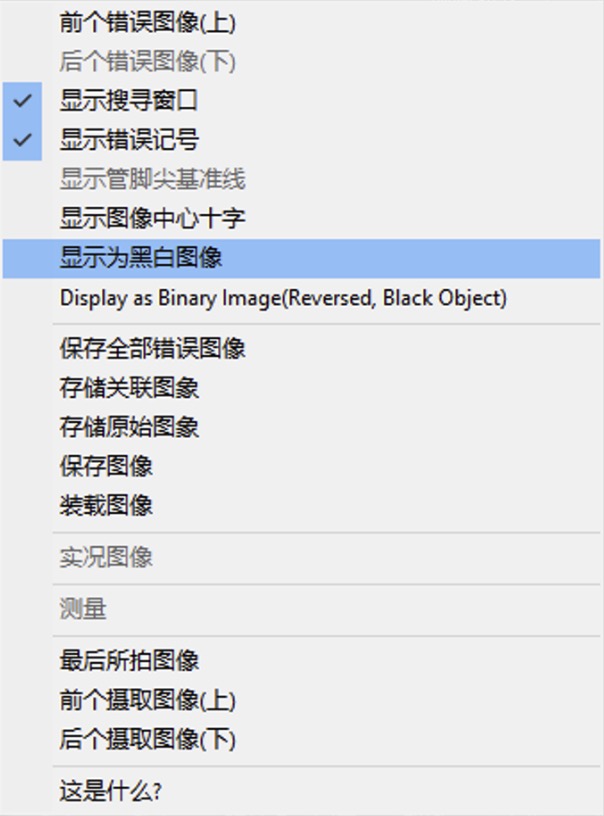 前个错误图像(上)
后个错误图像(下)
显示搜寻窗口
显示错误记号
显示管脚尖基准线
显示图像中心十字
显示为黑白图像
Display as Binary Image(Reversed, Black Object)
保存全部错误图像
存储关联图象
存储原始图象
保存图像
装载图像
实况图像
测量
最后所拍图像
前个摄取图像(上)
后个摄取图像(下)
这是什么?